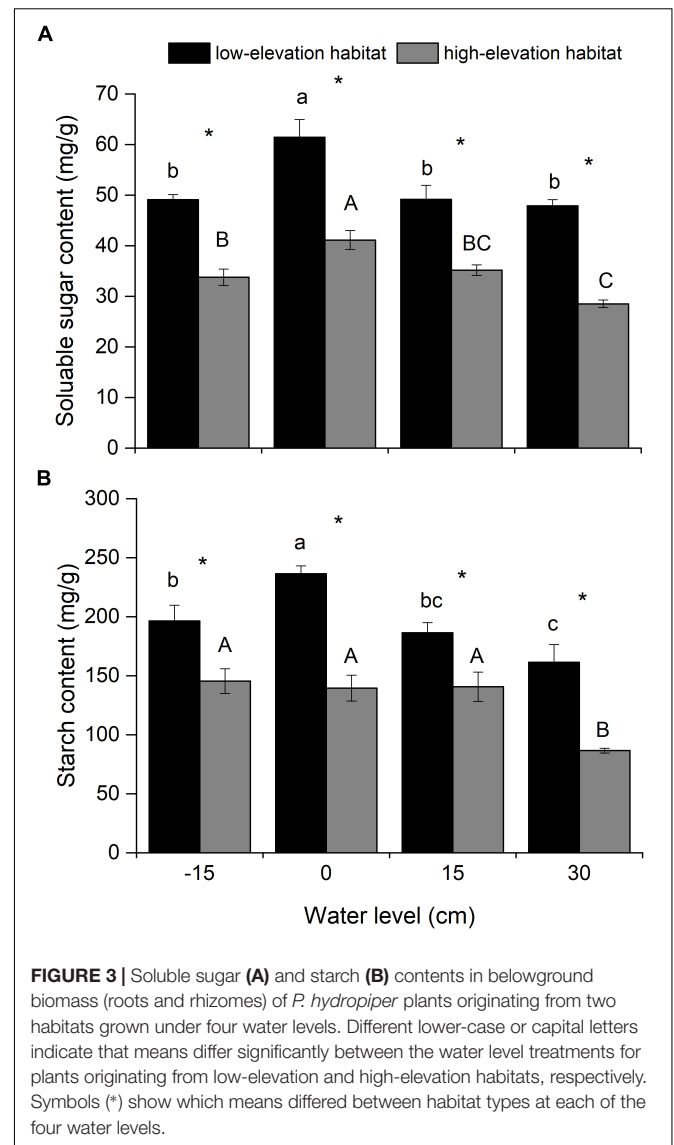 A
low-elevation habitat high-elevation habitat
70
60
50
40
30
20
10
0
Soluable sugar content (mg/g)
b * a * b * b *
B A BC C
B
300
250
200
150
100
50
0
Starch content (mg/g)
b * a * bc * c *
A A A B
-15 0 15 30
Water level (cm)
FIGURE 3 | Soluble sugar (A) and starch (B) contents in belowground
biomass (roots and rhizomes) of P. hydropiper plants originating from two
habitats grown under four water levels. Different lower-case or capital letters
indicate that means differ significantly between the water level treatments for
plants originating from low-elevation and high-elevation habitats, respectively.
Symbols (*) show which means differed between habitat types at each of the
four water levels.